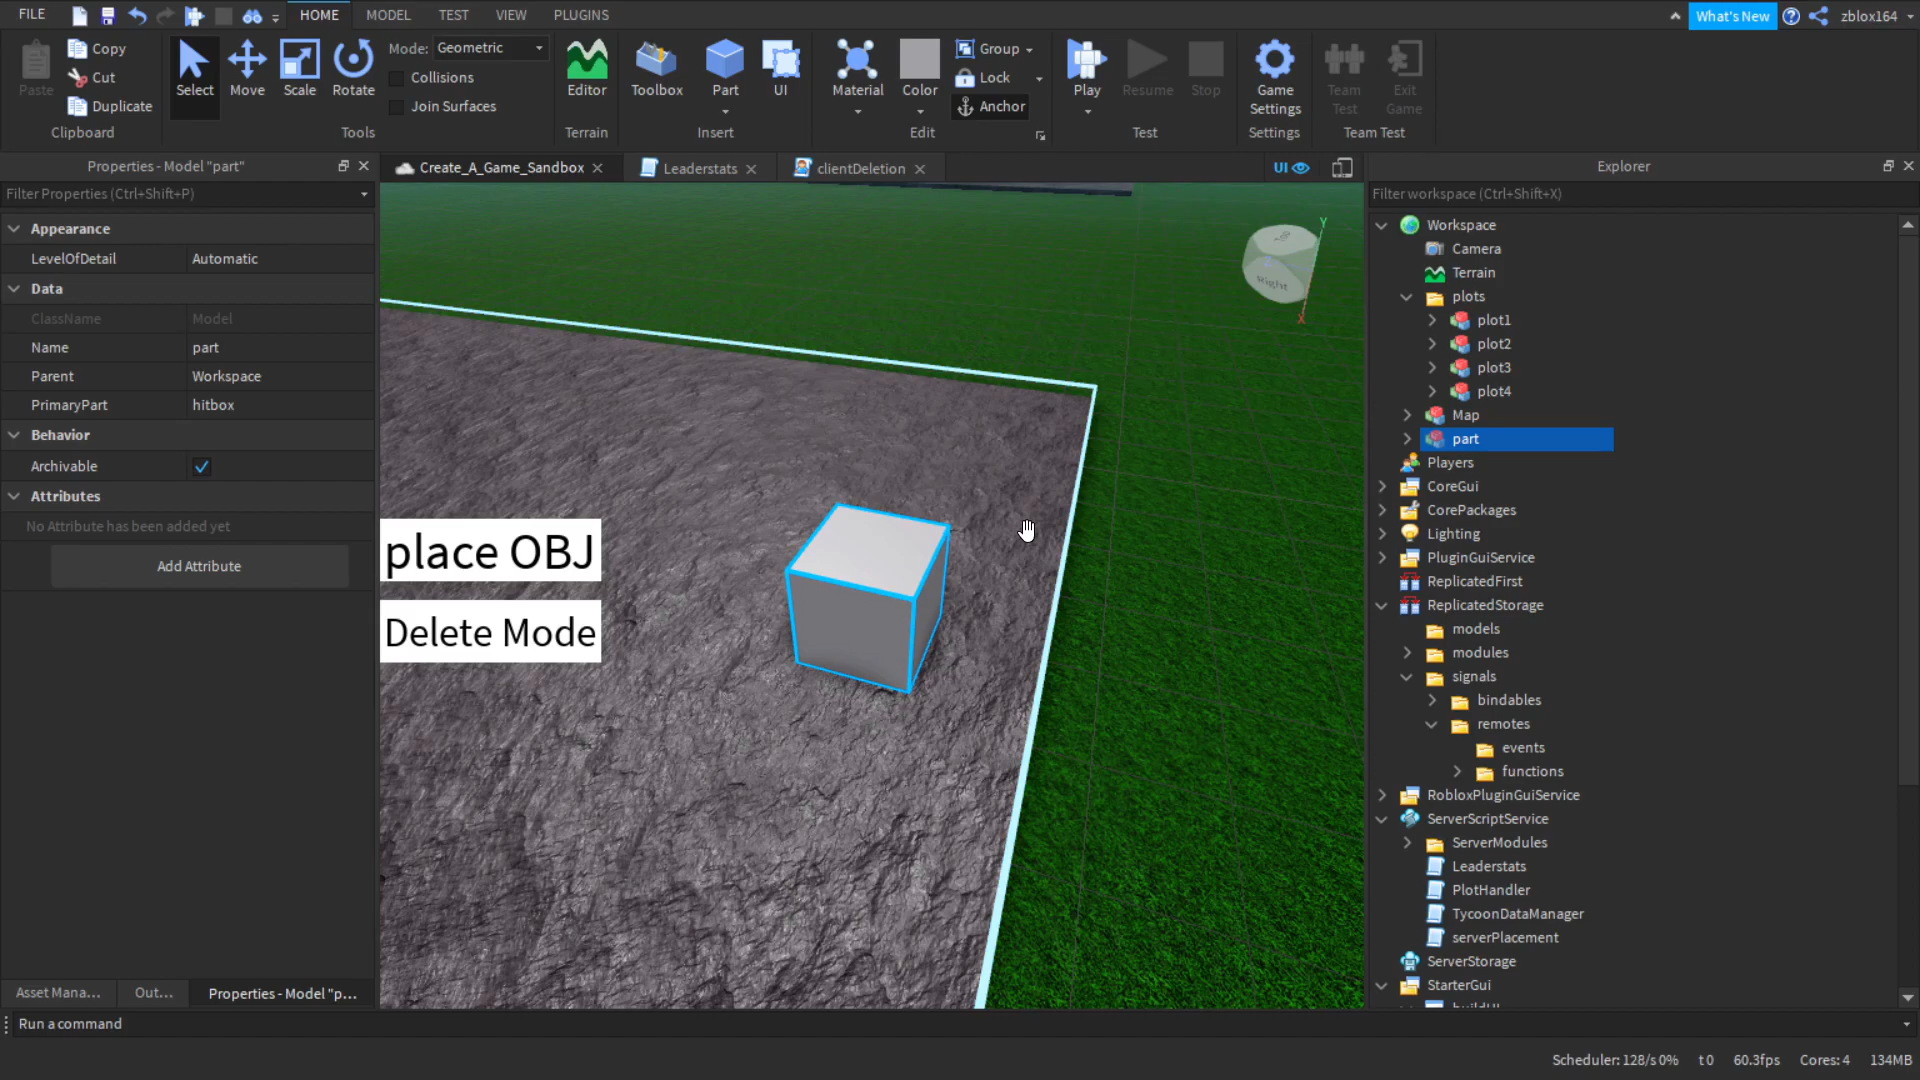 FILE HOME MODEL TEST VIEW PLUGINS What's New zblox164
Paste Copy Cut Duplicate Clipboard
Select Move Scale Rotate Mode: Geometric Collisions Join Surfaces Tools
Editor Terrain
Toolbox Part UI Insert
Material Color Group Lock Anchor Edit
Play Resume Stop Test
Game Settings Settings
Team Test Exit Game Team Test
Properties - Model "part"
Filter Properties (Ctrl+Shift+P)
Appearance
LevelOfDetail Automatic
Data
ClassName Model
Name part
Parent Workspace
PrimaryPart hitbox
Behavior
Archivable
Attributes
No Attribute has been added yet
Add Attribute
Asset Mana... Out... Properties - Model "p...
Create_A_Game_Sandbox Leaderstats clientDeletion UI
Y
Right
X
place OBJ
Delete Mode
Explorer
Filter workspace (Ctrl+Shift+X)
Workspace
Camera
Terrain
plots
plot1
plot2
plot3
plot4
Map
part
Players
CoreGui
CorePackages
Lighting
PluginGuiService
ReplicatedFirst
ReplicatedStorage
models
modules
signals
bindables
remotes
events
functions
RobloxPluginGuiService
ServerScriptService
ServerModules
Leaderstats
PlotHandler
TycoonDataManager
serverPlacement
ServerStorage
StarterGui
Run a command
Scheduler: 128/s 0% t 0 60.3fps Cores: 4 134MB